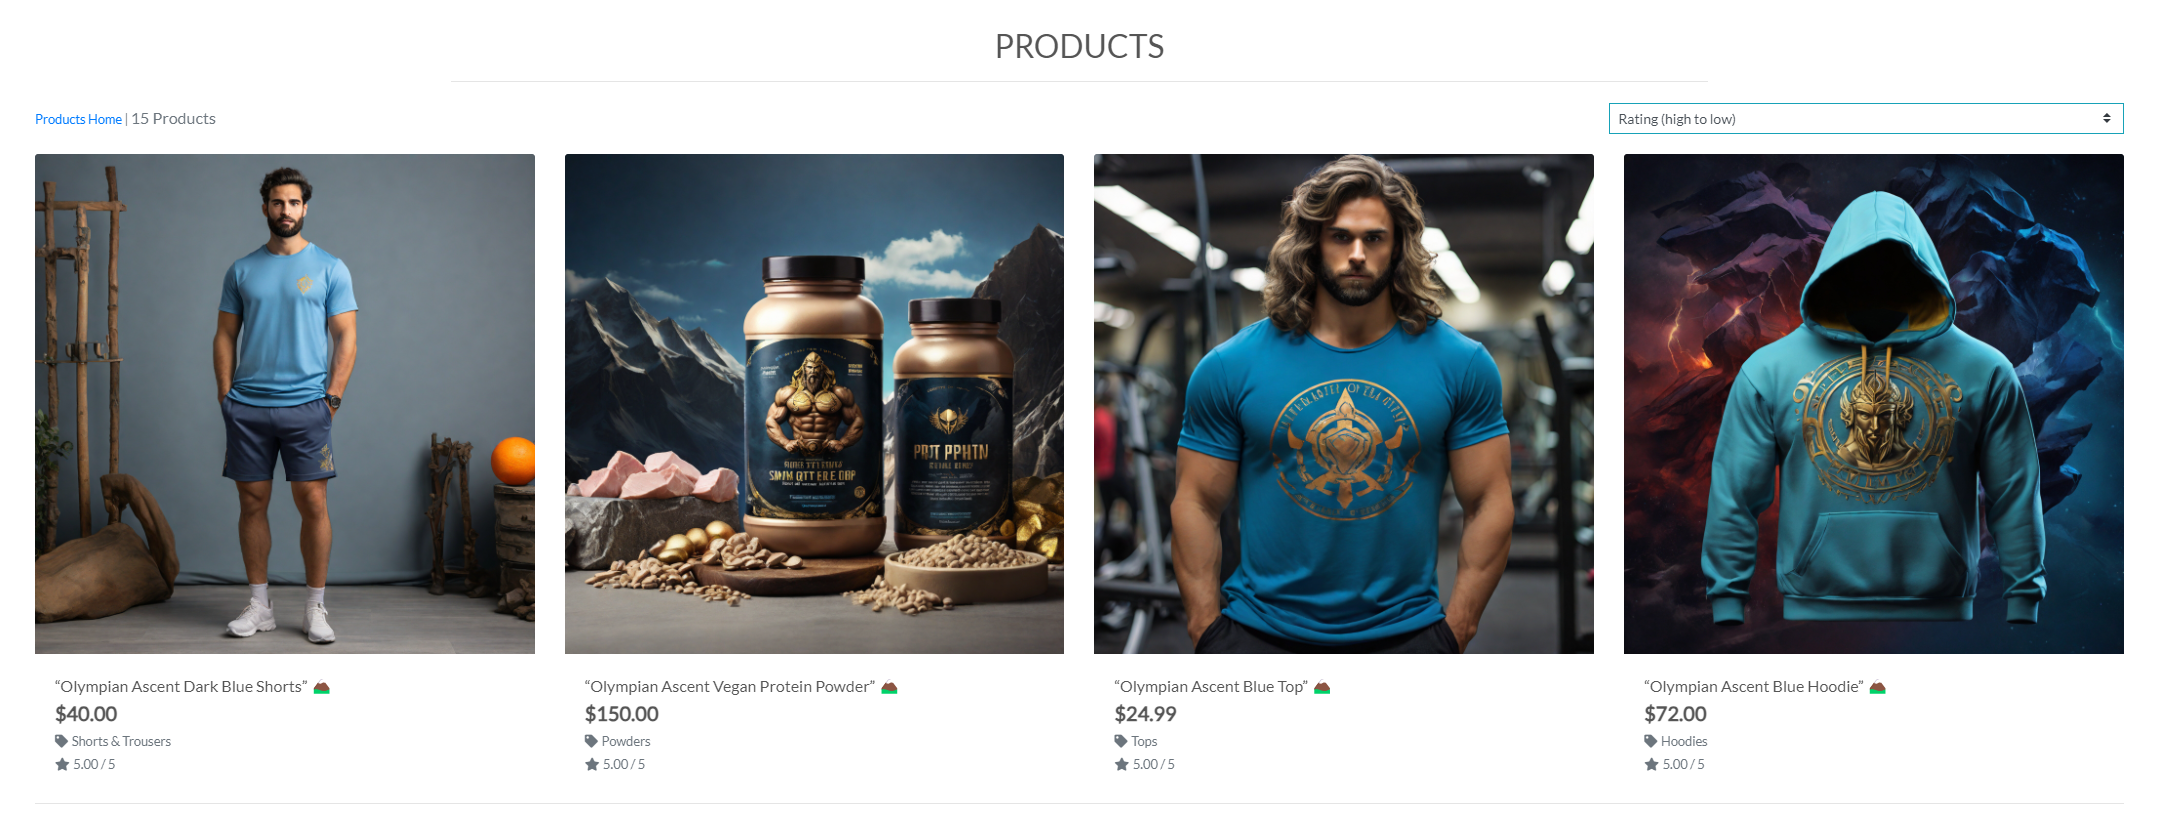 PRODUCTS
Products Home | 15 Products
Rating (high to low)
“Olympian Ascent Dark Blue Shorts”
$40.00
Shorts & Trousers
5.00 / 5
“Olympian Ascent Vegan Protein Powder”
$150.00
Powders
5.00 / 5
“Olympian Ascent Blue Top”
$24.99
Tops
5.00 / 5
“Olympian Ascent Blue Hoodie”
$72.00
Hoodies
5.00 / 5